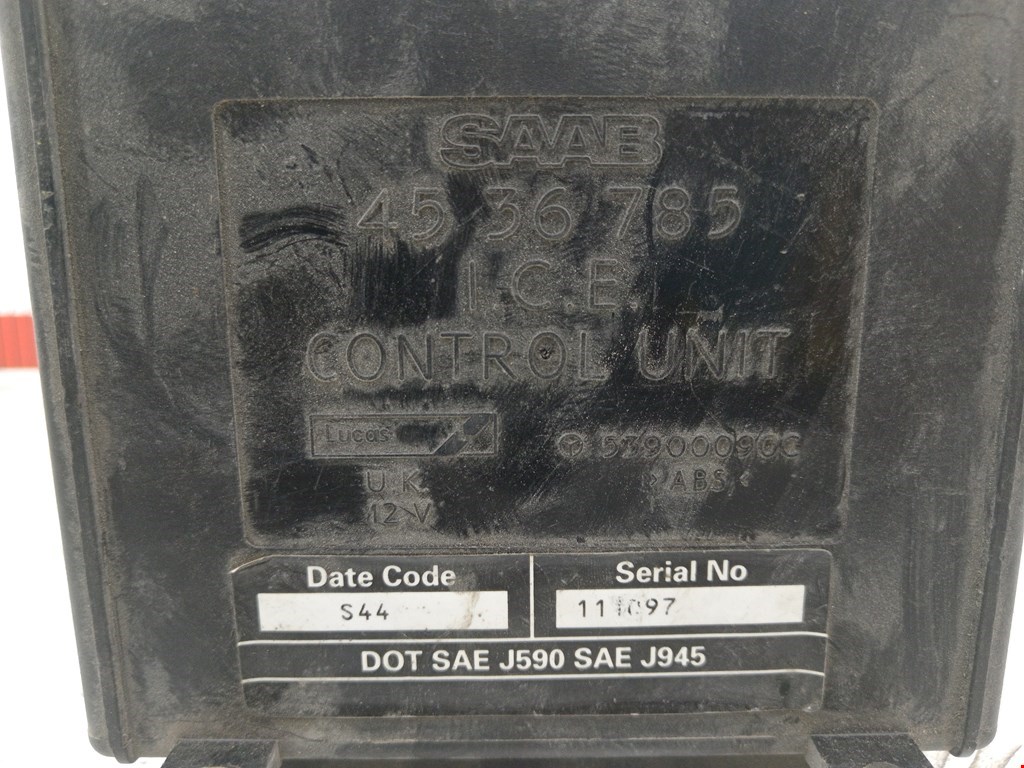 SAAB
45 36 785
I.C.E.
CONTROL UNIT
Lucas
539000090C
U.K.
>ABS<
12 V
Date Code Serial No
S44
DOT SAE J590 SAE J945